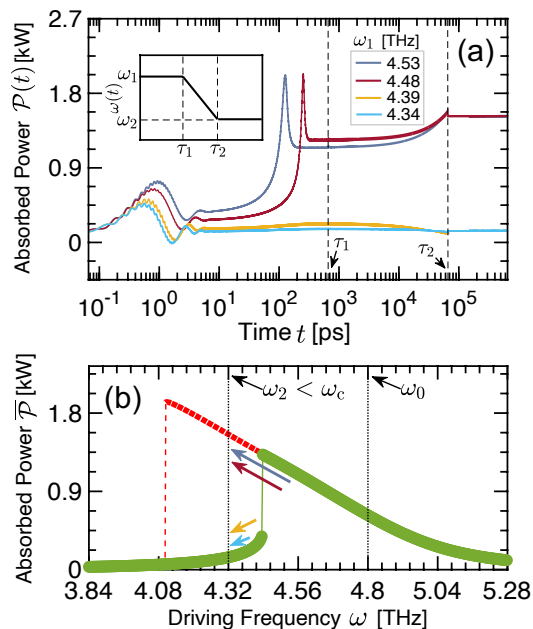 2.7
1.8
0.9
0
Absorbed Power 𝒫(t) [kW]
(a)
ω₁ [THz]
4.53
4.48
4.39
4.34
ω₁
ω₂
ω(t)
τ₁ τ₂
τ₁
τ₂
10⁻¹ 10⁰ 10¹ 10² 10³ 10⁴ 10⁵
Time t [ps]
(b)
ω₂ < ω_c
ω₀
1.8
0.9
0
Absorbed Power 𝒫̅ [kW]
3.84 4.08 4.32 4.56 4.8 5.04 5.28
Driving Frequency ω [THz]